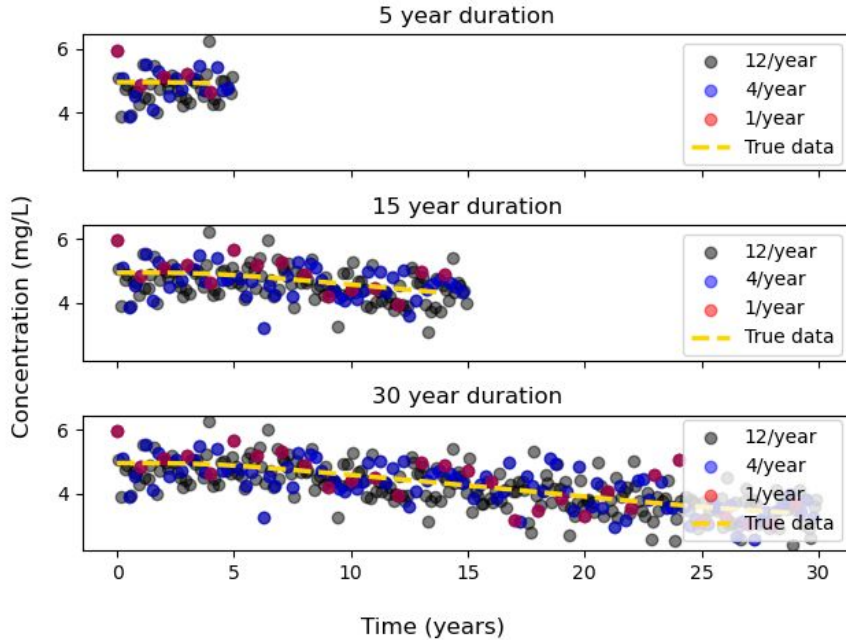 5 year duration
6
4
12/year
4/year
1/year
True data
15 year duration
6
4
12/year
4/year
1/year
True data
30 year duration
6
4
12/year
4/year
1/year
True data
0 5 10 15 20 25 30
Concentration (mg/L)
Time (years)